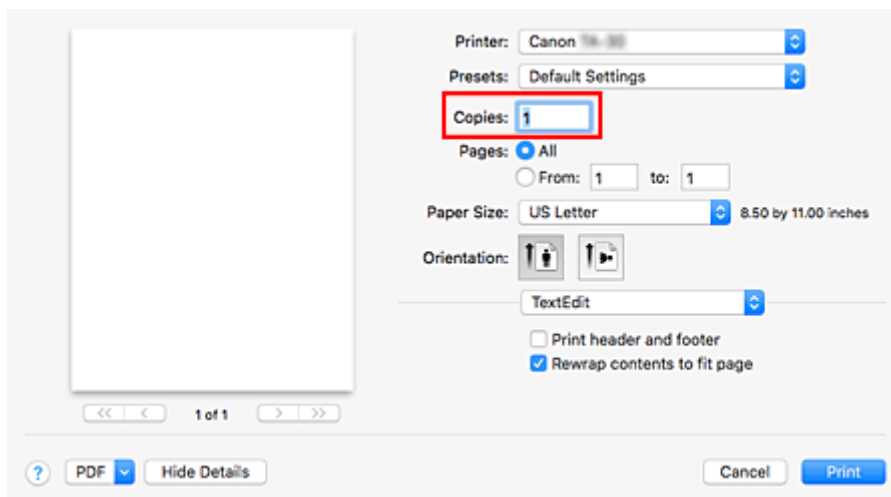 Printer: Canon
Presets: Default Settings
Copies: 1
Pages: All
From: 1 to: 1
Paper Size: US Letter 8.50 by 11.00 inches
Orientation:
TextEdit
Print header and footer
Rewrap contents to fit page
<< < 1 of 1 > >>
? PDF Hide Details Cancel Print